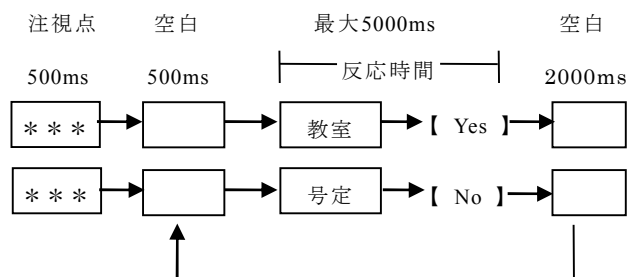 注視点 空白 最大5000ms 空白
500ms 500ms 反応時間 2000ms
＊＊＊ 教室 【 Yes 】
＊＊＊ 号定 【 No 】